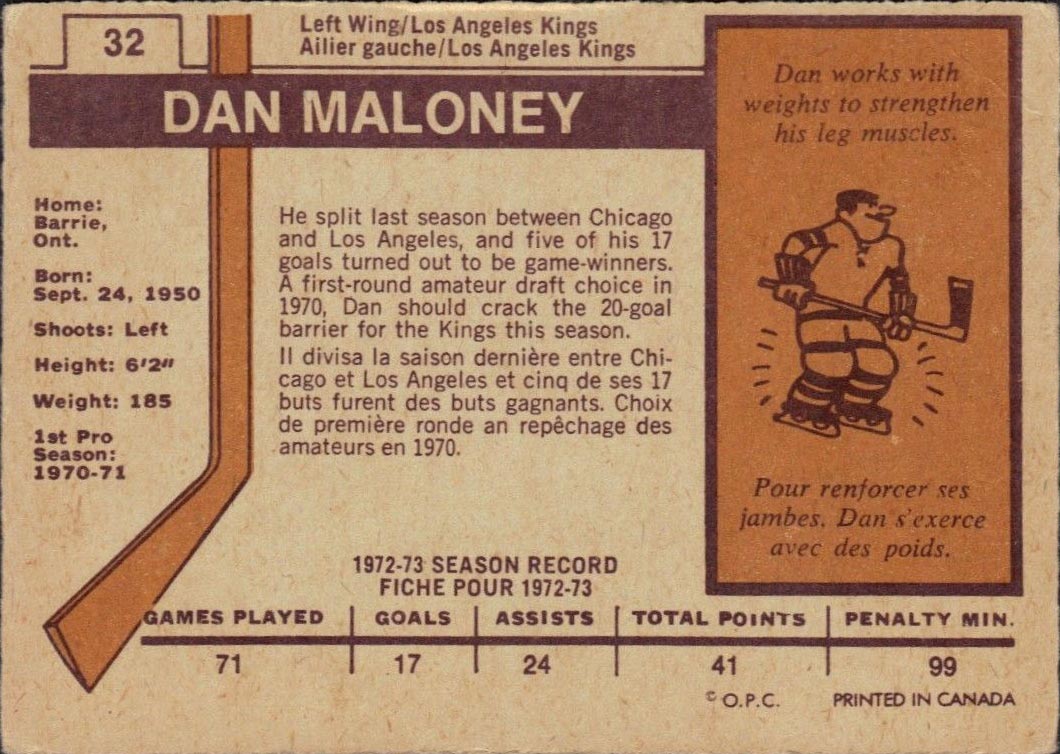 32
Left Wing/Los Angeles Kings
Ailier gauche/Los Angeles Kings
DAN MALONEY
Home:
Barrie,
Ont.
Born:
Sept. 24, 1950
Shoots: Left
Height: 6'2"
Weight: 185
1st Pro
Season:
1970-71
He split last season between Chicago
and Los Angeles, and five of his 17
goals turned out to be game-winners.
A first-round amateur draft choice in
1970, Dan should crack the 20-goal
barrier for the Kings this season.
Il divisa la saison dernière entre Chi-
cago et Los Angeles et cinq de ses 17
buts furent des buts gagnants. Choix
de première ronde an repêchage des
amateurs en 1970.
Dan works with
weights to strengthen
his leg muscles.
Pour renforcer ses
jambes, Dan s'exerce
avec des poids.
1972-73 SEASON RECORD
FICHE POUR 1972-73
GAMES PLAYED GOALS ASSISTS TOTAL POINTS PENALTY MIN.
71 17 24 41 99
© O.P.C. PRINTED IN CANADA